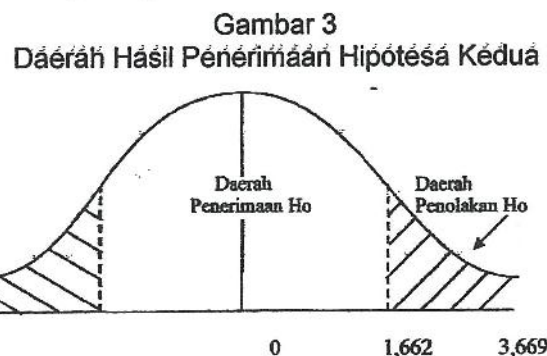 Gambar 3
Daerah Hasil Penerimaan Hipotesa Kedua
Daerah
Penerimaan Ho
Daerah
Penolakan Ho
0 1,662 3,669